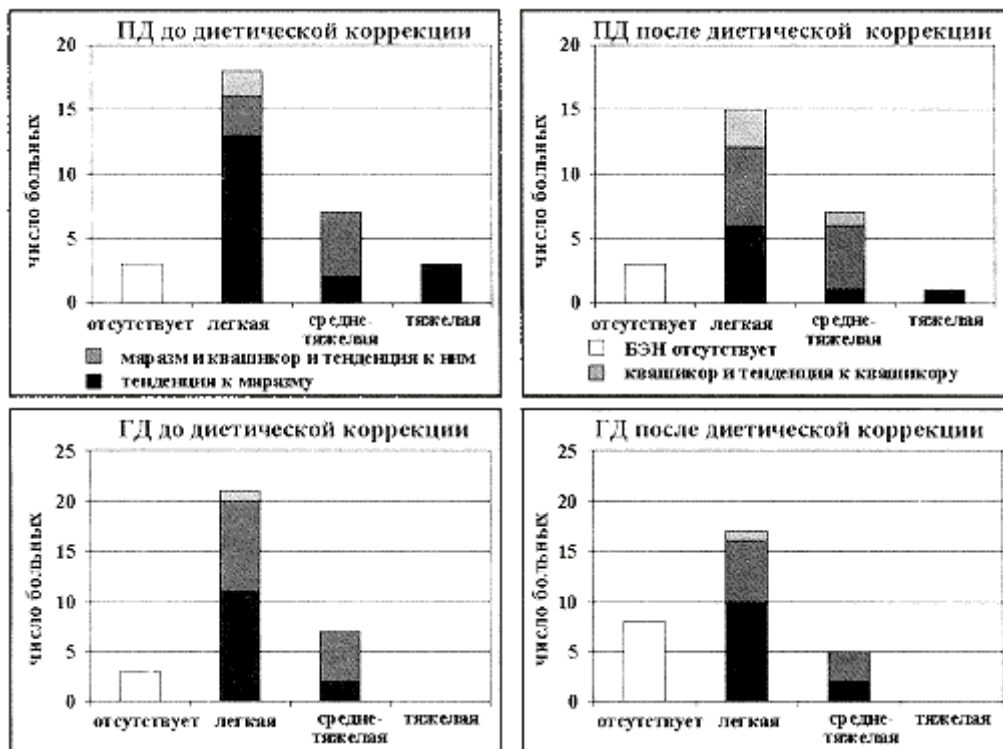 ПД до диетической коррекции
20
15
10
5
0
число больных
отсутствует легкая средне-тяжелая тяжелая
маразм и квашикор и тенденция к ним
тенденция к маразму
ПД после диетической коррекции
20
15
10
5
0
число больных
отсутствует легкая средне-тяжелая тяжелая
БЭН отсутствует
квашикор и тенденция к квашикору
ГД до диетической коррекции
25
20
15
10
5
0
число больных
отсутствует легкая средне-тяжелая тяжелая
ГД после диетической коррекции
25
20
15
10
5
0
число больных
отсутствует легкая средне-тяжелая тяжелая